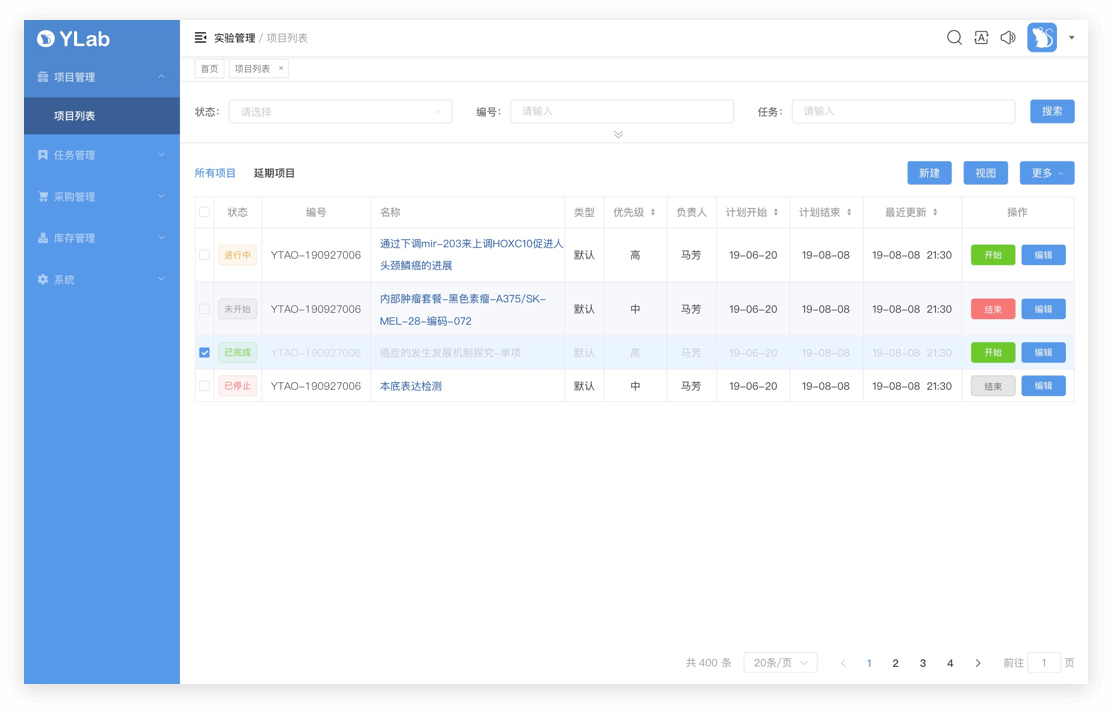 YLab
项目管理
项目列表
任务管理
采购管理
库存管理
系统
实验管理 / 项目列表
首页 项目列表 ×
状态: 请选择 编号: 请输入 任务: 请输入 搜索
所有项目 延期项目 新建 视图 更多
状态 编号 名称 类型 优先级 负责人 计划开始 计划结束 最近更新 操作
进行中 YTAO-190927006 通过下调mir-203来上调HOXC10促进人
头颈鳞癌的进展 默认 高 马芳 19-06-20 19-08-08 19-08-08 21:30 开始 编辑
未开始 YTAO-190927006 内部肿瘤套餐-黑色素瘤-A375/SK-
MEL-28-编码-072 默认 中 马芳 19-06-20 19-08-08 19-08-08 21:30 结束 编辑
已完成 YTAO-190927006 癌症的发生发展机制探究-单项 默认 高 马芳 19-06-20 19-08-08 19-08-08 21:30 开始 编辑
已停止 YTAO-190927006 本底表达检测 默认 中 马芳 19-06-20 19-08-08 19-08-08 21:30 结束 编辑
共 400 条 20条/页 1 2 3 4 前往 1 页